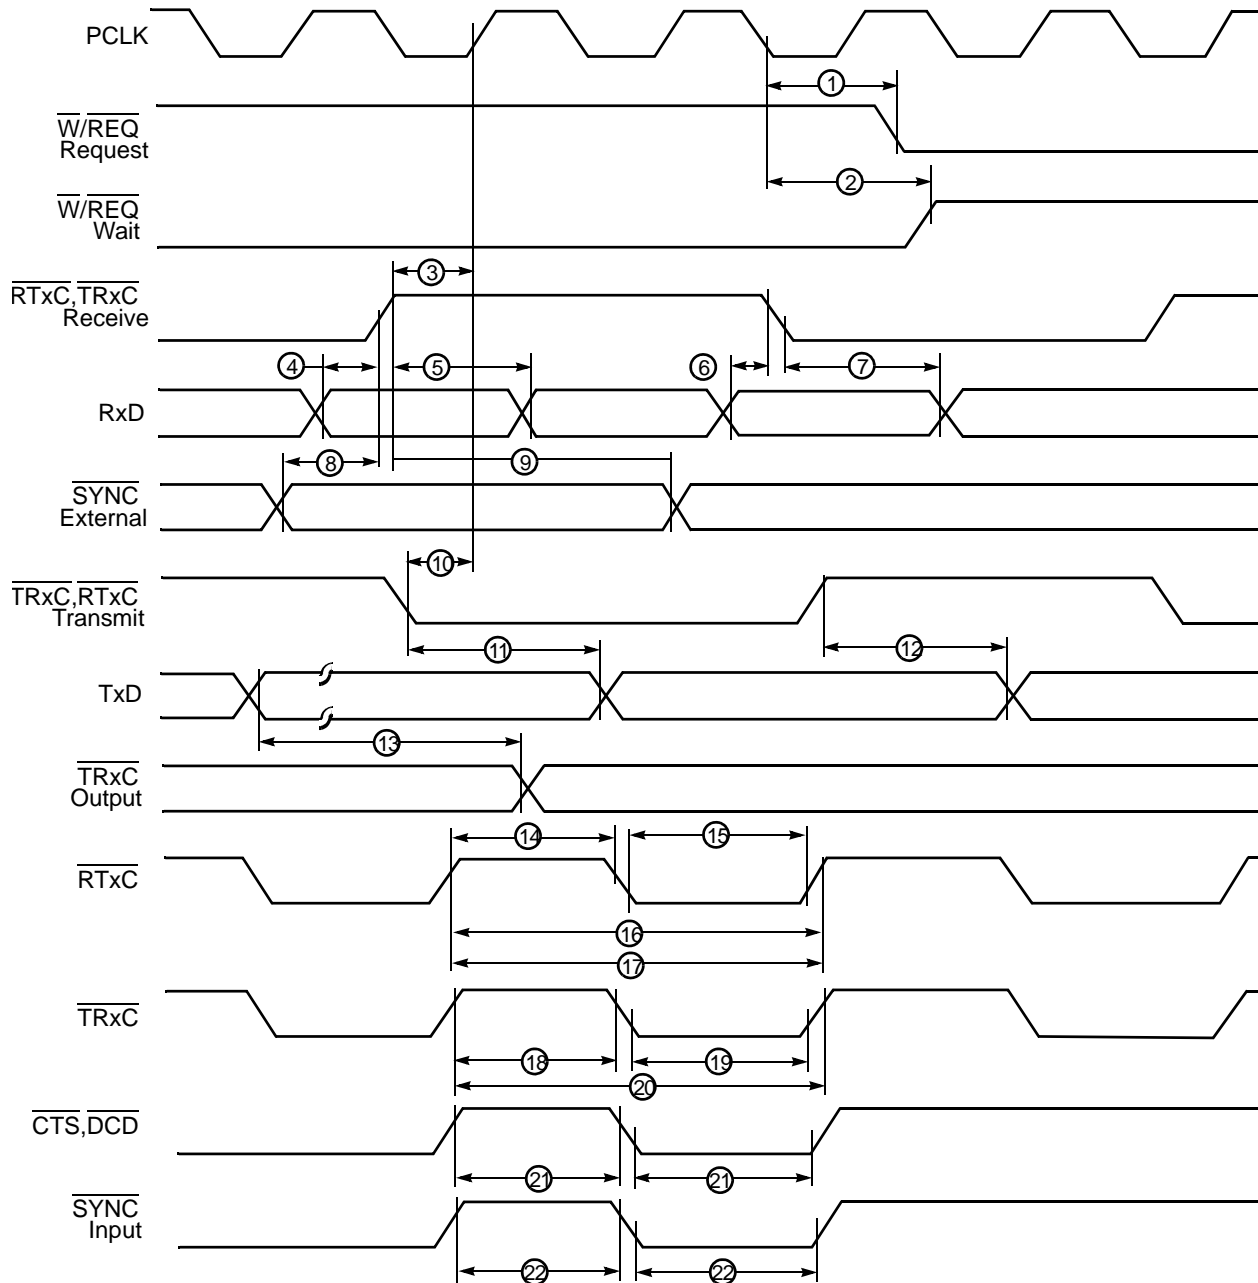 PCLK
1
W/REQ
Request
2
W/REQ
Wait
3
RTxC,TRxC
Receive
4
5
6
7
RxD
8
9
SYNC
External
10
TRxC,RTxC
Transmit
11
12
TxD
13
TRxC
Output
14
15
RTxC
16
17
TRxC
18
19
20
CTS,DCD
21
21
SYNC
Input
22
22